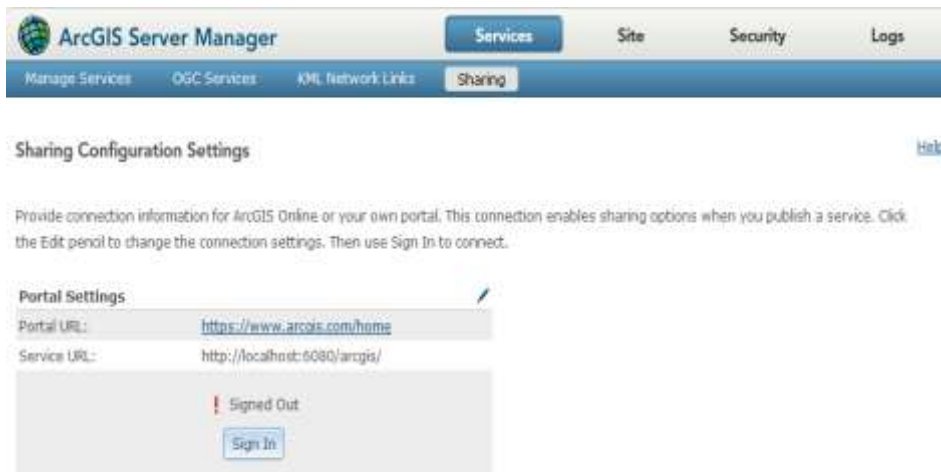 ArcGIS Server Manager
Services
Site
Security
Logs
Manage Services
OGC Services
KML Network Links
Sharing
Sharing Configuration Settings
Help
Provide connection information for ArcGIS Online or your own portal. This connection enables sharing options when you publish a service. Click
the Edit pencil to change the connection settings. Then use Sign In to connect.
Portal Settings
Portal URL: https://www.arcgis.com/home
Service URL: http://localhost:6080/arcgis/
! Signed Out
Sign In